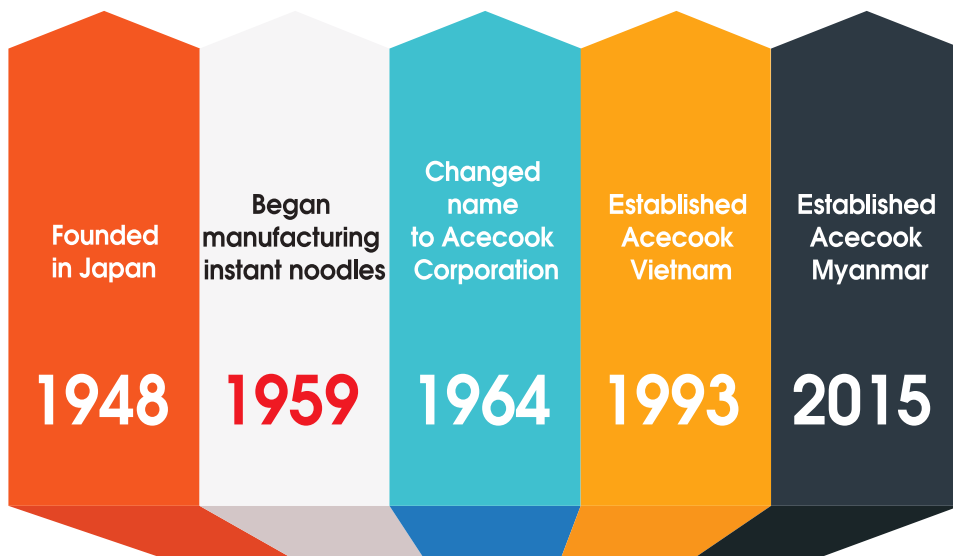 Founded
in Japan
1948
Began
manufacturing
instant noodles
1959
Changed
name
to Acecook
Corporation
1964
Established
Acecook
Vietnam
1993
Established
Acecook
Myanmar
2015